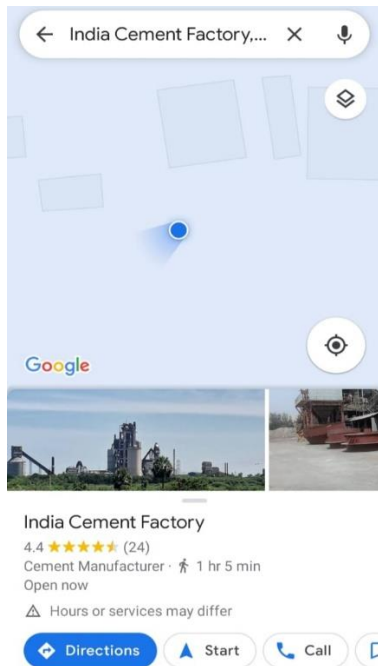 India Cement Factory,...
Google
India Cement Factory
4.4 (24)
Cement Manufacturer · 1 hr 5 min
Open now
Hours or services may differ
Directions Start Call